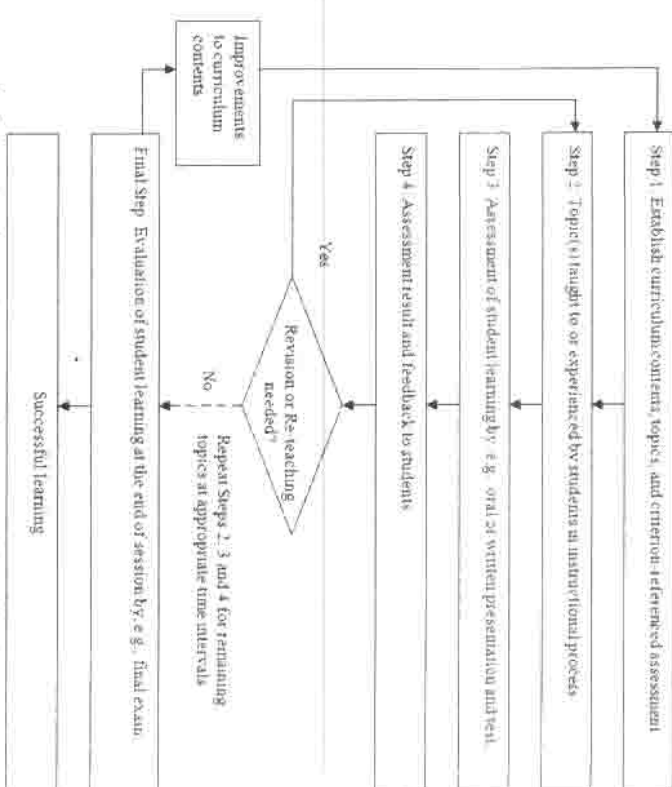 Step 1 Establish curriculum contents, topics, and criterion-referenced assessment
Step 2 Topic(s) taught to or experienced by students in instructional process
Step 3 Assessment of student learning by e.g. oral or written presentation and test
Step 4 Assessment result and feedback to students
Revision or Re-teaching
needed?
Yes
No
Repeat Steps 2, 3 and 4 for remaining
topics at appropriate time intervals
Improvements
to curriculum
contents
Final Step Evaluation of student learning at the end of session by, e.g., final exam
Successful learning